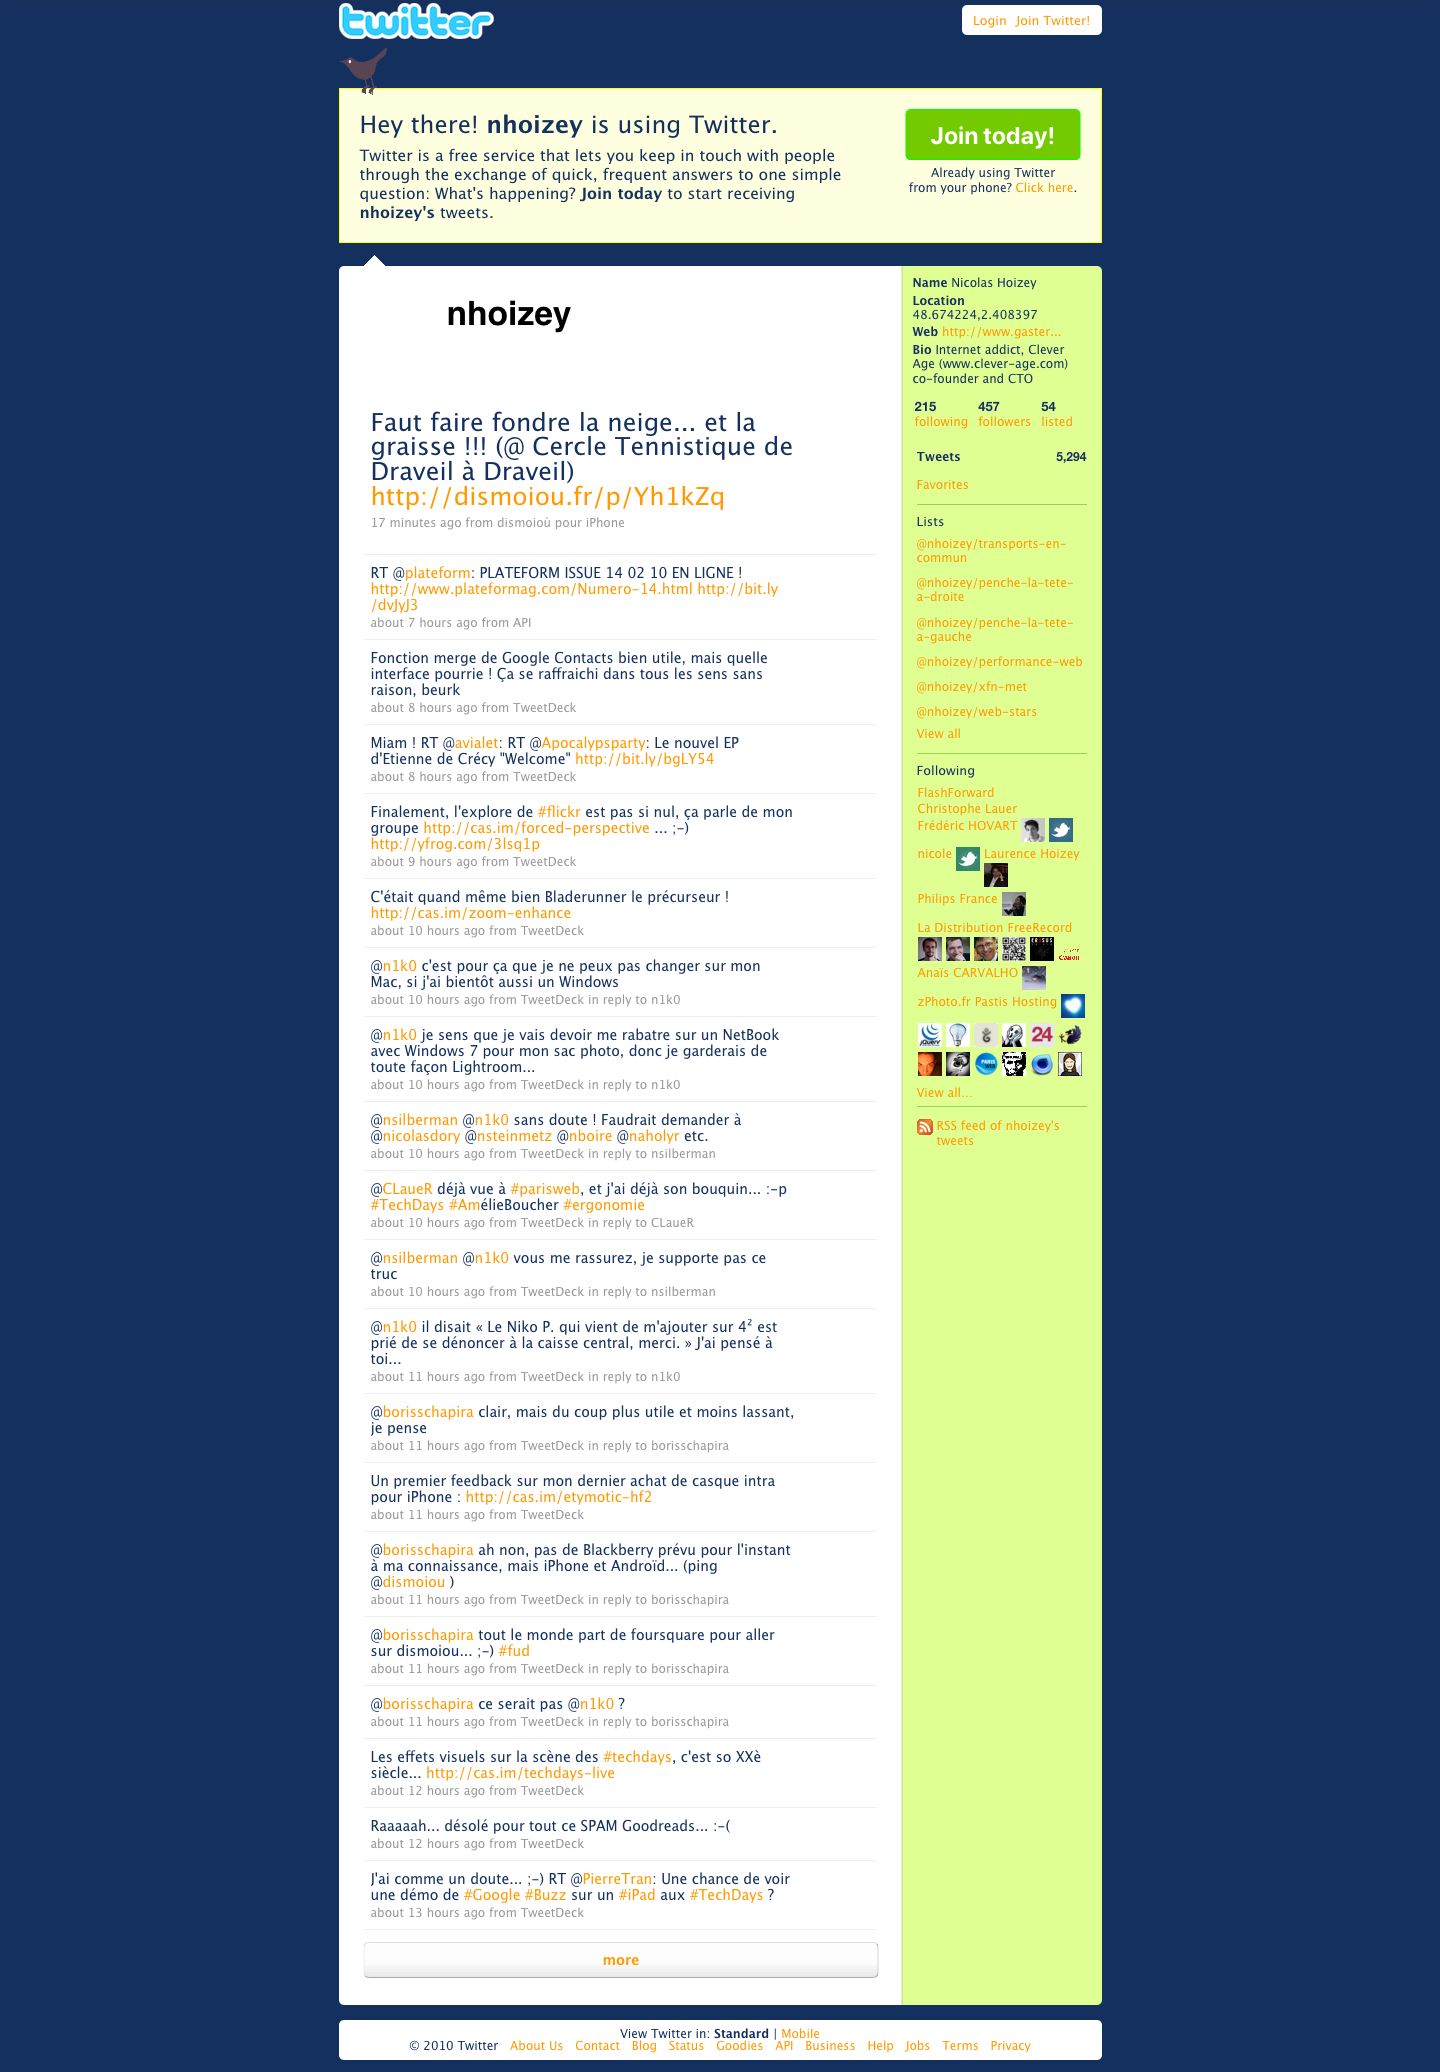 twitter
Login Join Twitter!
Hey there! nhoizey is using Twitter.
Twitter is a free service that lets you keep in touch with people
through the exchange of quick, frequent answers to one simple
question: What's happening? Join today to start receiving
nhoizey's tweets.
Join today!
Already using Twitter
from your phone? Click here.
nhoizey
Faut faire fondre la neige... et la
graisse !!! (@ Cercle Tennistique de
Draveil à Draveil)
http://dismoiou.fr/p/Yh1kZq
17 minutes ago from dismoioù pour iPhone
RT @plateform: PLATEFORM ISSUE 14 02 10 EN LIGNE !
http://www.plateformag.com/Numero-14.html http://bit.ly
/dvJyJ3
about 7 hours ago from API
Fonction merge de Google Contacts bien utile, mais quelle
interface pourrie ! Ça se raffraichi dans tous les sens sans
raison, beurk
about 8 hours ago from TweetDeck
Miam ! RT @avialet: RT @Apocalypsparty: Le nouvel EP
d'Etienne de Crécy "Welcome" http://bit.ly/bgLY54
about 8 hours ago from TweetDeck
Finalement, l'explore de #flickr est pas si nul, ça parle de mon
groupe http://cas.im/forced-perspective ... ;-)
http://yfrog.com/3lsq1p
about 9 hours ago from TweetDeck
C'était quand même bien Bladerunner le précurseur !
http://cas.im/zoom-enhance
about 10 hours ago from TweetDeck
@n1k0 c'est pour ça que je ne peux pas changer sur mon
Mac, si j'ai bientôt aussi un Windows
about 10 hours ago from TweetDeck in reply to n1k0
@n1k0 je sens que je vais devoir me rabatre sur un NetBook
avec Windows 7 pour mon sac photo, donc je garderais de
toute façon Lightroom...
about 10 hours ago from TweetDeck in reply to n1k0
@nsilberman @n1k0 sans doute ! Faudrait demander à
@nicolasdory @nsteinmetz @nboire @naholyr etc.
about 10 hours ago from TweetDeck in reply to nsilberman
@CLaueR déjà vue à #parisweb, et j'ai déjà son bouquin... :-p
#TechDays #AmélieBoucher #ergonomie
about 10 hours ago from TweetDeck in reply to CLaueR
@nsilberman @n1k0 vous me rassurez, je supporte pas ce
truc
about 10 hours ago from TweetDeck in reply to nsilberman
@n1k0 il disait « Le Niko P. qui vient de m'ajouter sur 4² est
prié de se dénoncer à la caisse central, merci. » J'ai pensé à
toi...
about 11 hours ago from TweetDeck in reply to n1k0
@borisschapira clair, mais du coup plus utile et moins lassant,
je pense
about 11 hours ago from TweetDeck in reply to borisschapira
Un premier feedback sur mon dernier achat de casque intra
pour iPhone : http://cas.im/etymotic-hf2
about 11 hours ago from TweetDeck
@borisschapira ah non, pas de Blackberry prévu pour l'instant
à ma connaissance, mais iPhone et Androïd... (ping
@dismoiou )
about 11 hours ago from TweetDeck in reply to borisschapira
@borisschapira tout le monde part de foursquare pour aller
sur dismoiou... ;-) #fud
about 11 hours ago from TweetDeck in reply to borisschapira
@borisschapira ce serait pas @n1k0 ?
about 11 hours ago from TweetDeck in reply to borisschapira
Les effets visuels sur la scène des #techdays, c'est so XXè
siècle... http://cas.im/techdays-live
about 12 hours ago from TweetDeck
Raaaaah... désolé pour tout ce SPAM Goodreads... :-(
about 12 hours ago from TweetDeck
J'ai comme un doute... ;-) RT @PierreTran: Une chance de voir
une démo de #Google #Buzz sur un #iPad aux #TechDays ?
about 13 hours ago from TweetDeck
more
Name Nicolas Hoizey
Location
48.674224,2.408397
Web http://www.gaster...
Bio Internet addict, Clever
Age (www.clever-age.com)
co-founder and CTO
215 457 54
following followers listed
Tweets 5,294
Favorites
Lists
@nhoizey/transports-en-
commun
@nhoizey/penche-la-tete-
a-droite
@nhoizey/penche-la-tete-
a-gauche
@nhoizey/performance-web
@nhoizey/xfn-met
@nhoizey/web-stars
View all
Following
FlashForward
Christophe Lauer
Frédéric HOVART
nicole Laurence Hoizey
Philips France
La Distribution FreeRecord
Canon
Anaïs CARVALHO
zPhoto.fr Pastis Hosting
jQuery 24
PARIS WEB
View all...
RSS feed of nhoizey's
tweets
View Twitter in: Standard | Mobile
© 2010 Twitter About Us Contact Blog Status Goodies API Business Help Jobs Terms Privacy